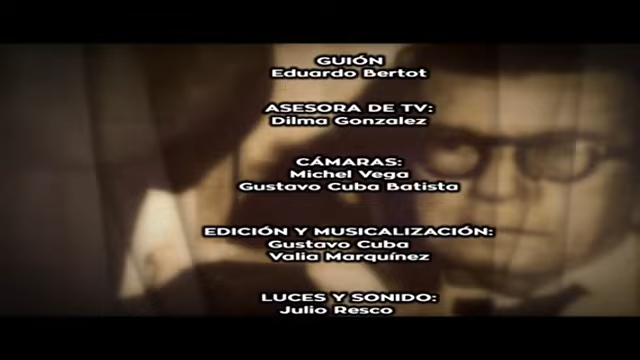 GUIÓN
Eduardo Bertot
ASESORA DE TV:
Dilma Gonzalez
CÁMARAS:
Michel Vega
Gustavo Cuba Batista
EDICIÓN Y MUSICALIZACIÓN:
Gustavo Cuba
Valia Marquínez
LUCES Y SONIDO:
Julio Resco